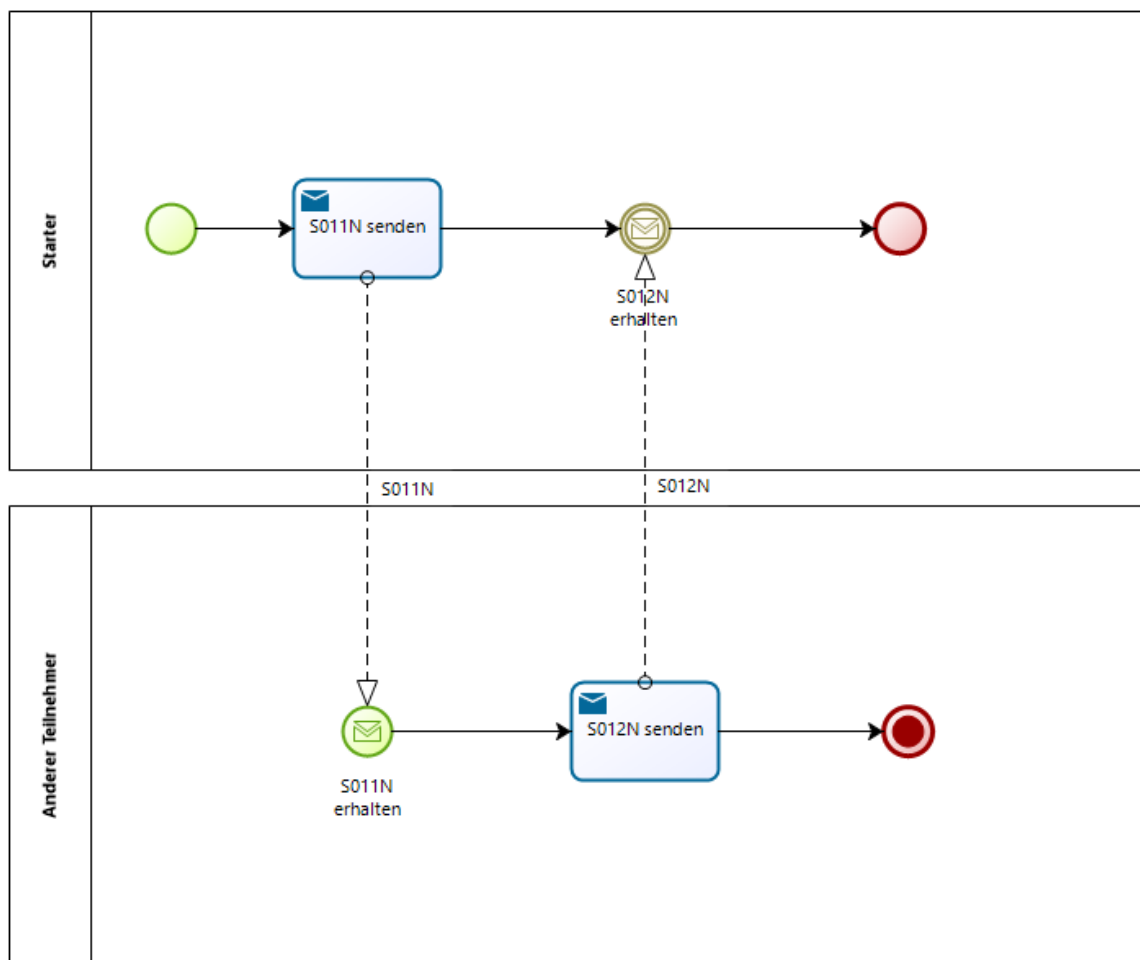 Starter
S011N senden
S012N
erhalten
S011N
S012N
Anderer Teilnehmer
S012N senden
S011N
erhalten